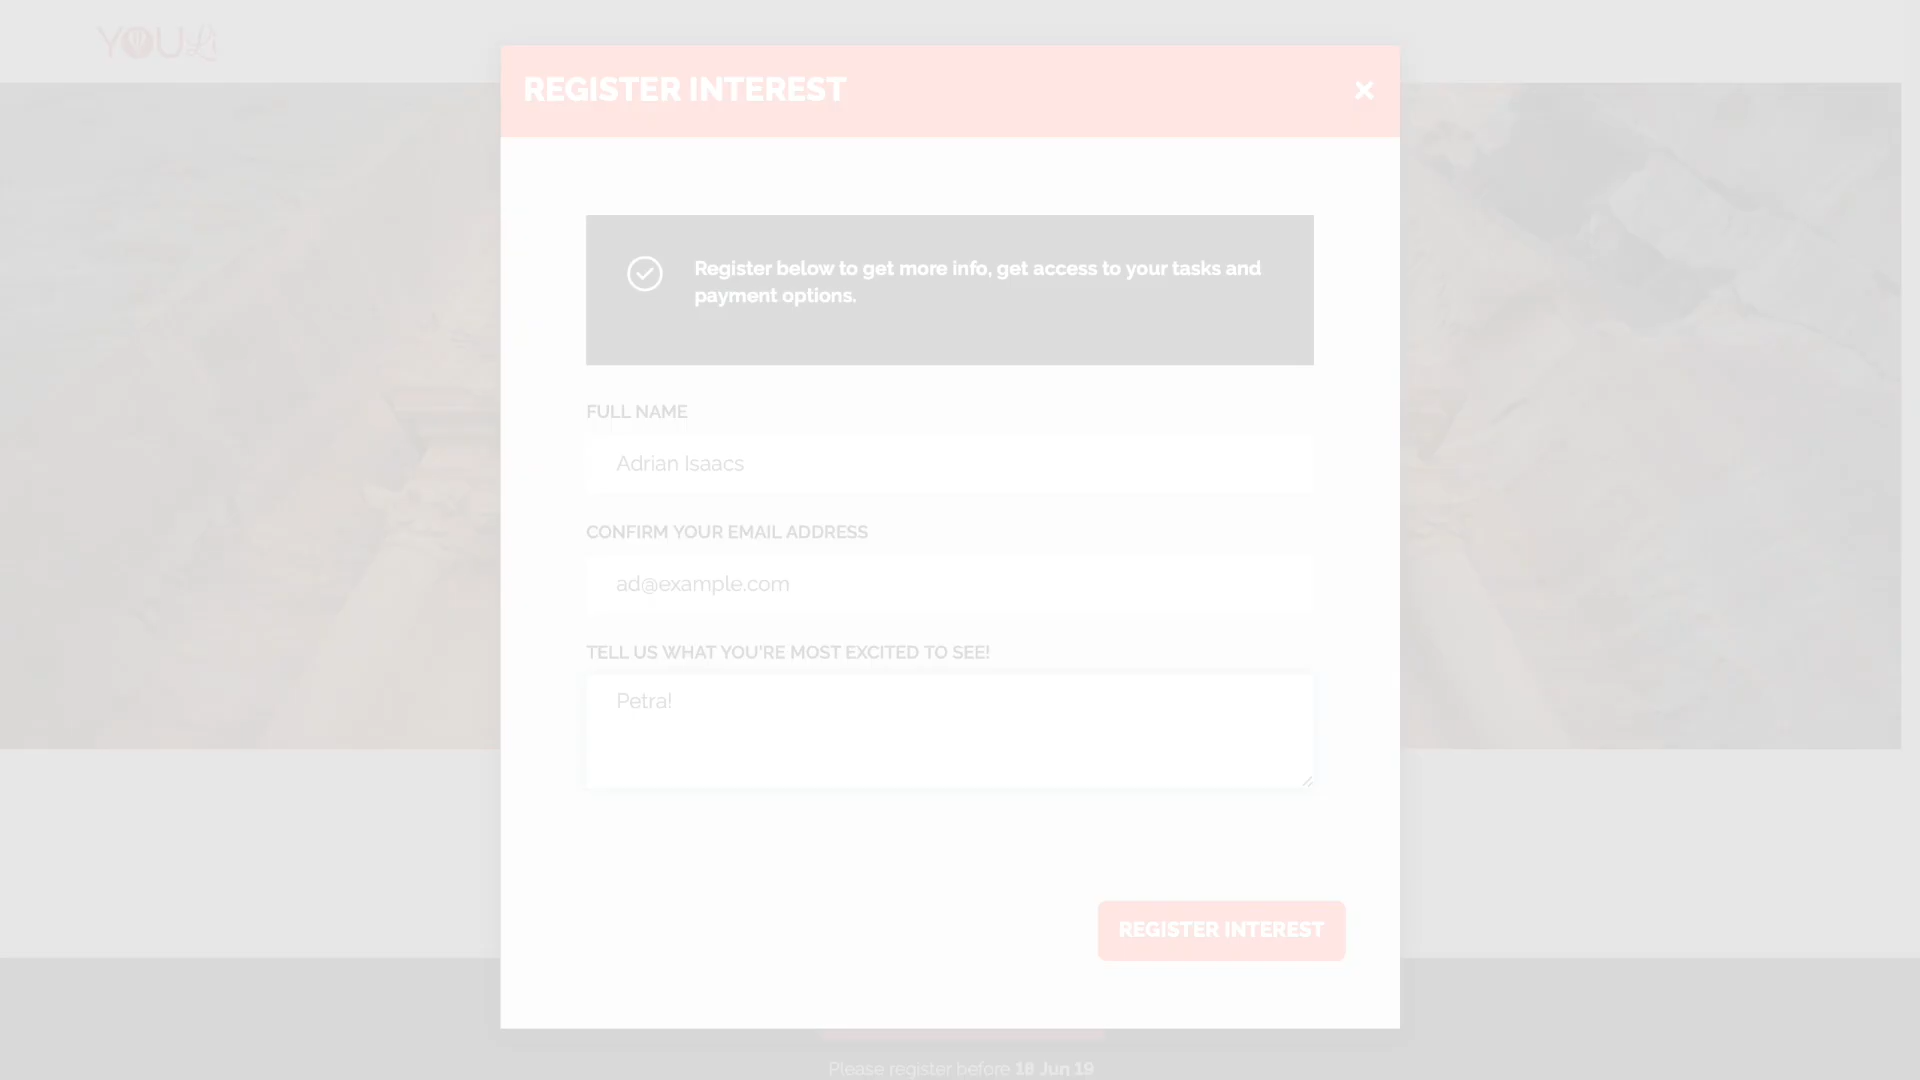 YOULi
REGISTER INTEREST
Register below to get more info, get access to your tasks and
payment options.
FULL NAME
Adrian Isaacs
CONFIRM YOUR EMAIL ADDRESS
ad@example.com
TELL US WHAT YOU'RE MOST EXCITED TO SEE!
Petra!
REGISTER INTEREST
Please register before 18 Jun 19